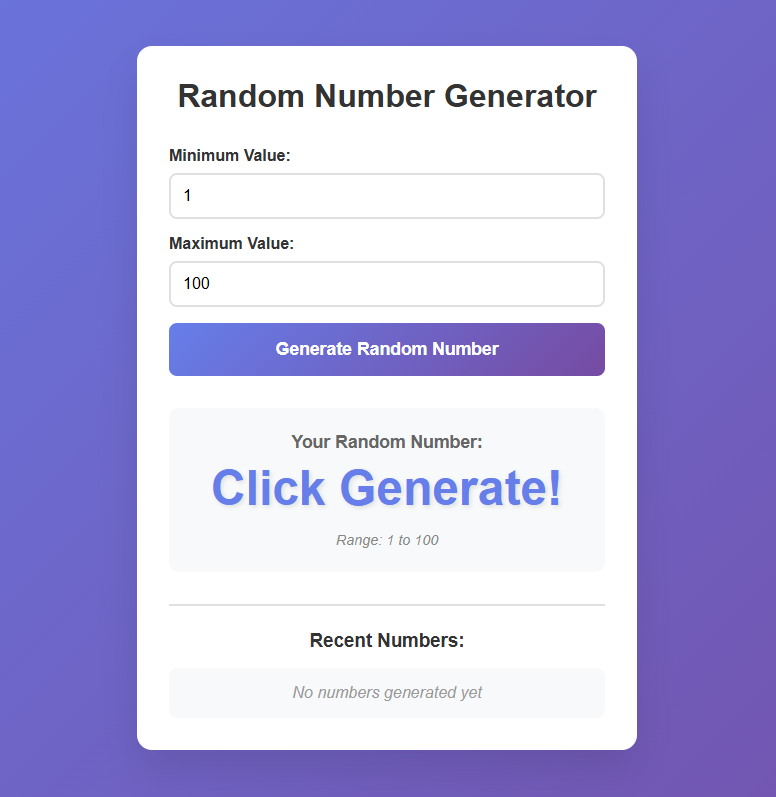 Random Number Generator
Minimum Value:
1
Maximum Value:
100
Generate Random Number
Your Random Number:
Click Generate!
Range: 1 to 100
Recent Numbers:
No numbers generated yet